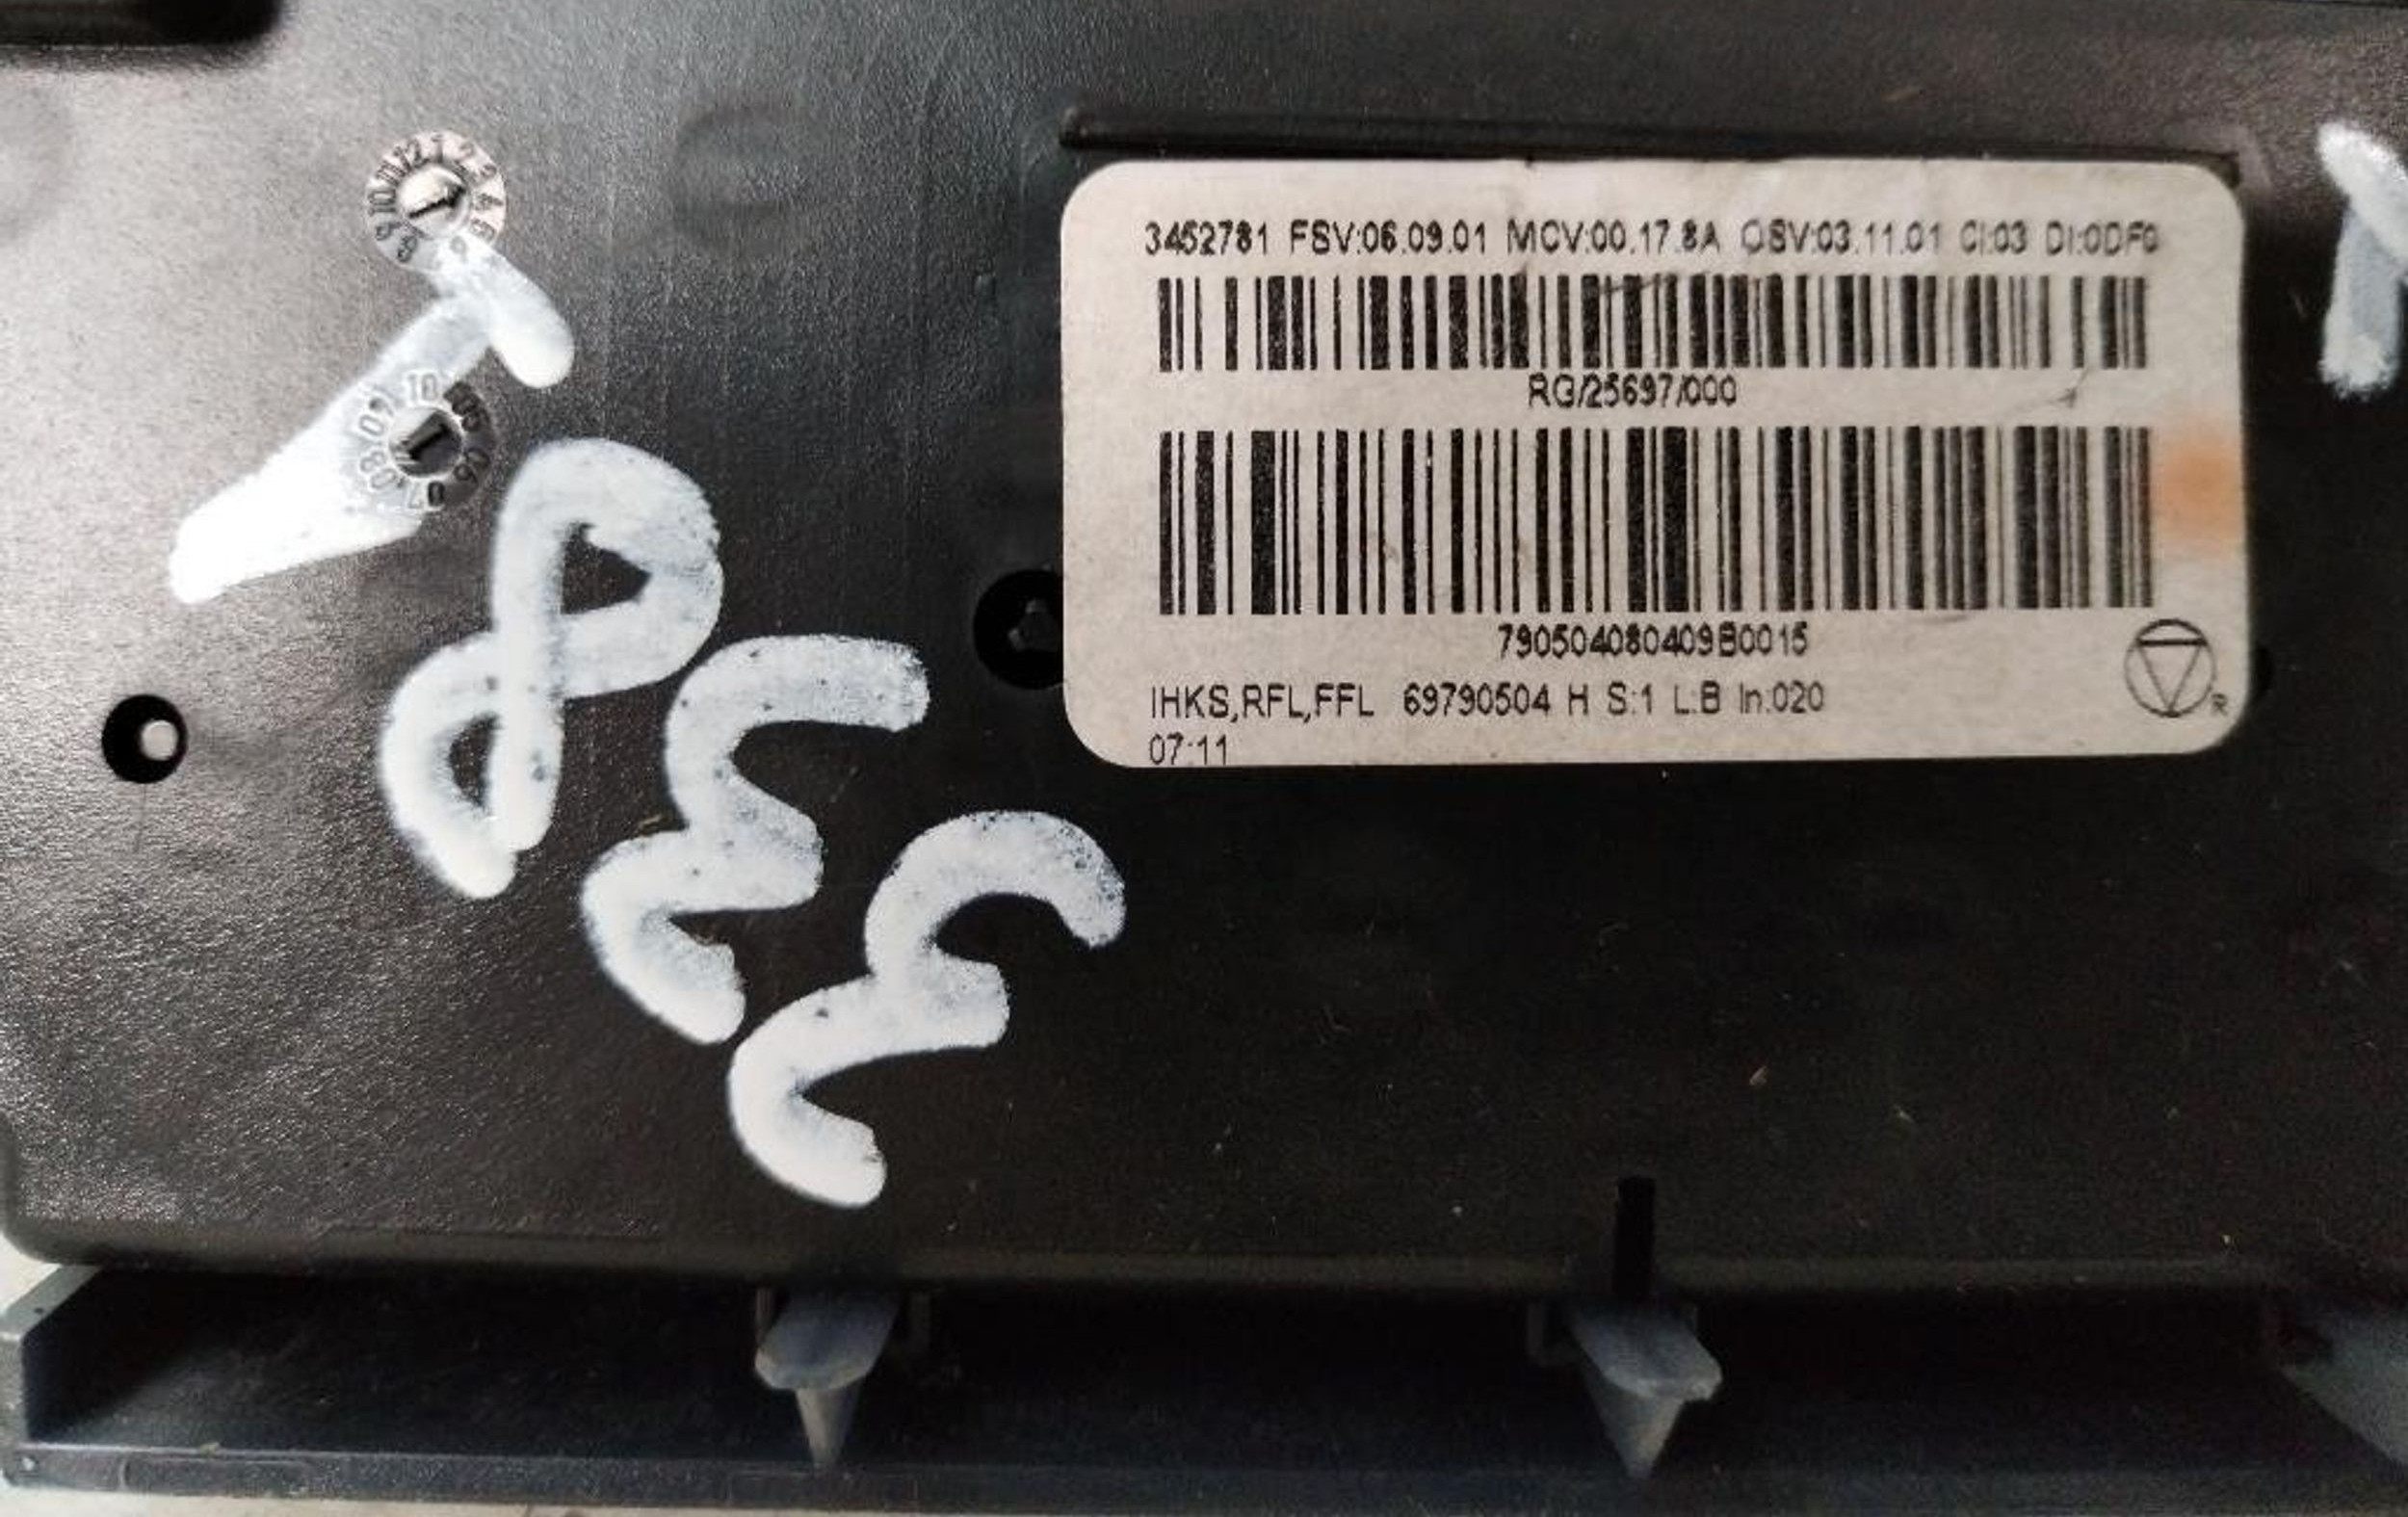 3452781 FSV:06.09.01 MCV:00.17.8A OSV:03.11.01 CI:03 DI:0DF0
RG/25697/000
790504080409B0015
IHKS,RFL,FFL 69790504 H S:1 L:B In:020
07:11
R